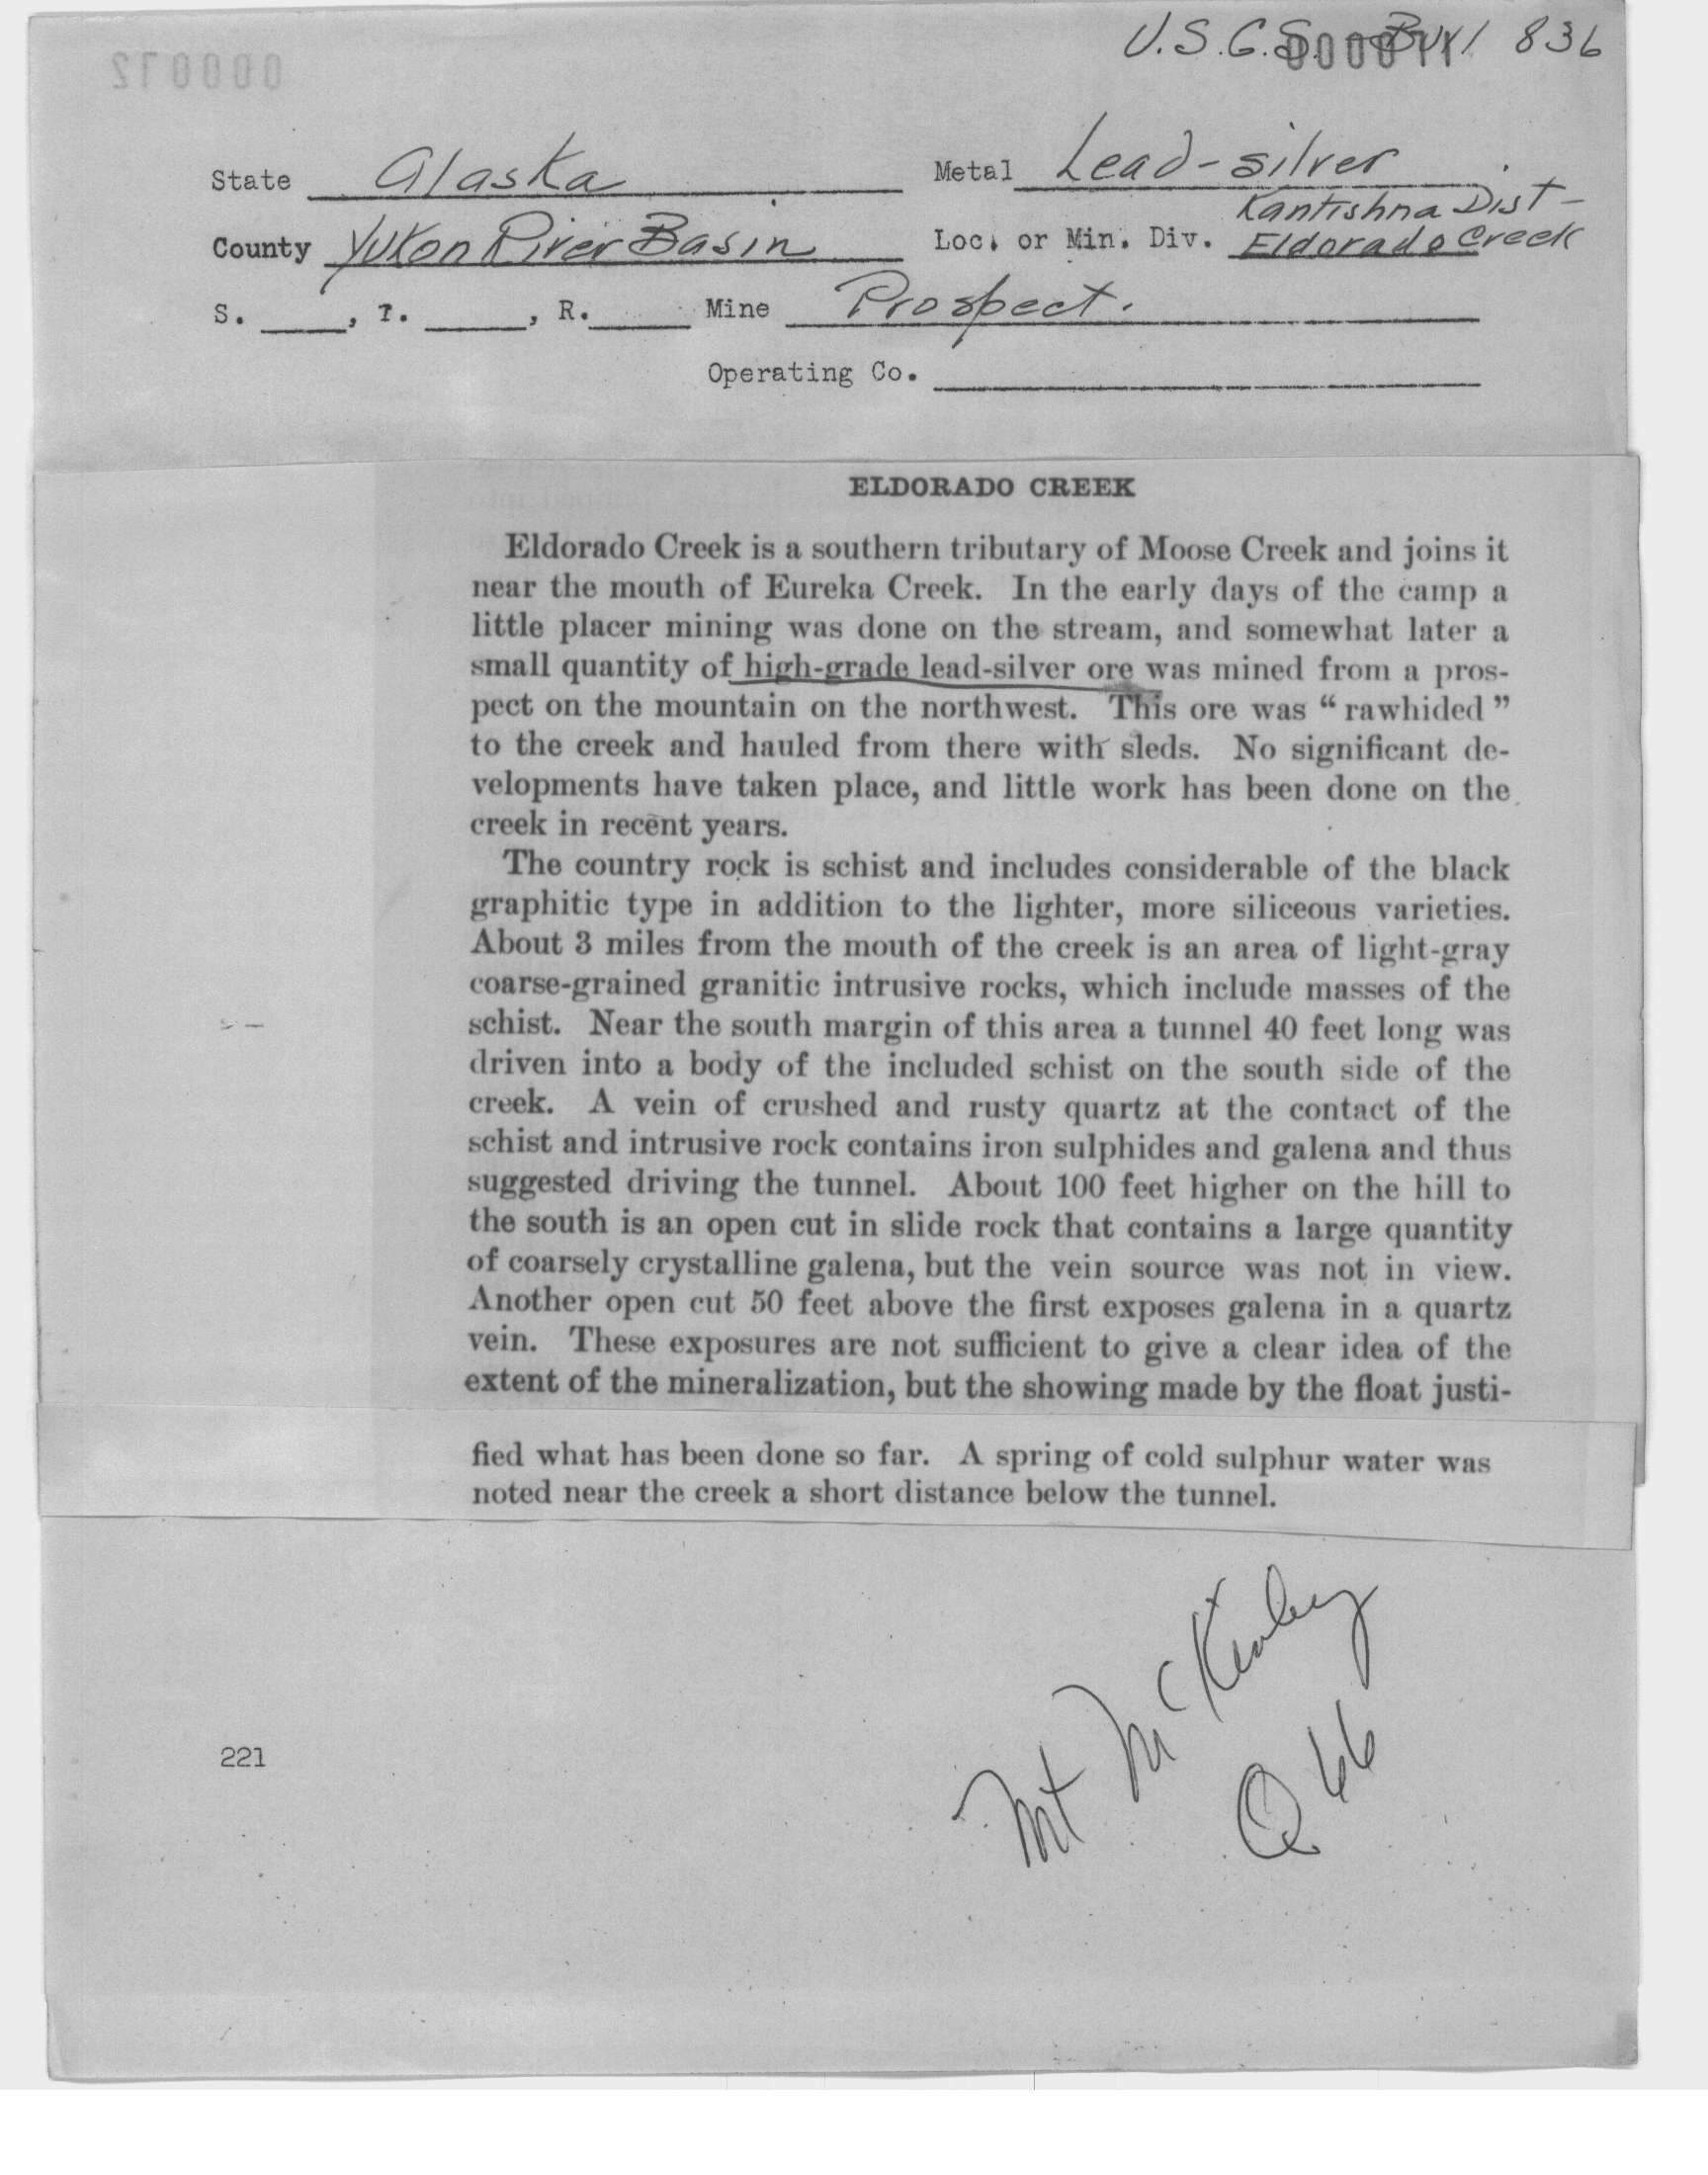 U.S.G.S. Bull 836
000071
State Alaska Metal Lead-silver
Kantishna Dist-
County Yukon River Basin Loc. or Min. Div. Eldorado Creek
S. ____, T. ____, R. ____ Mine Prospect.
Operating Co.
ELDORADO CREEK
Eldorado Creek is a southern tributary of Moose Creek and joins it
near the mouth of Eureka Creek. In the early days of the camp a
little placer mining was done on the stream, and somewhat later a
small quantity of high-grade lead-silver ore was mined from a pros-
pect on the mountain on the northwest. This ore was “rawhided”
to the creek and hauled from there with sleds. No significant de-
velopments have taken place, and little work has been done on the
creek in recent years.
The country rock is schist and includes considerable of the black
graphitic type in addition to the lighter, more siliceous varieties.
About 3 miles from the mouth of the creek is an area of light-gray
coarse-grained granitic intrusive rocks, which include masses of the
schist. Near the south margin of this area a tunnel 40 feet long was
driven into a body of the included schist on the south side of the
creek. A vein of crushed and rusty quartz at the contact of the
schist and intrusive rock contains iron sulphides and galena and thus
suggested driving the tunnel. About 100 feet higher on the hill to
the south is an open cut in slide rock that contains a large quantity
of coarsely crystalline galena, but the vein source was not in view.
Another open cut 50 feet above the first exposes galena in a quartz
vein. These exposures are not sufficient to give a clear idea of the
extent of the mineralization, but the showing made by the float justi-
fied what has been done so far. A spring of cold sulphur water was
noted near the creek a short distance below the tunnel.
Mt McKinley
Q 66
221